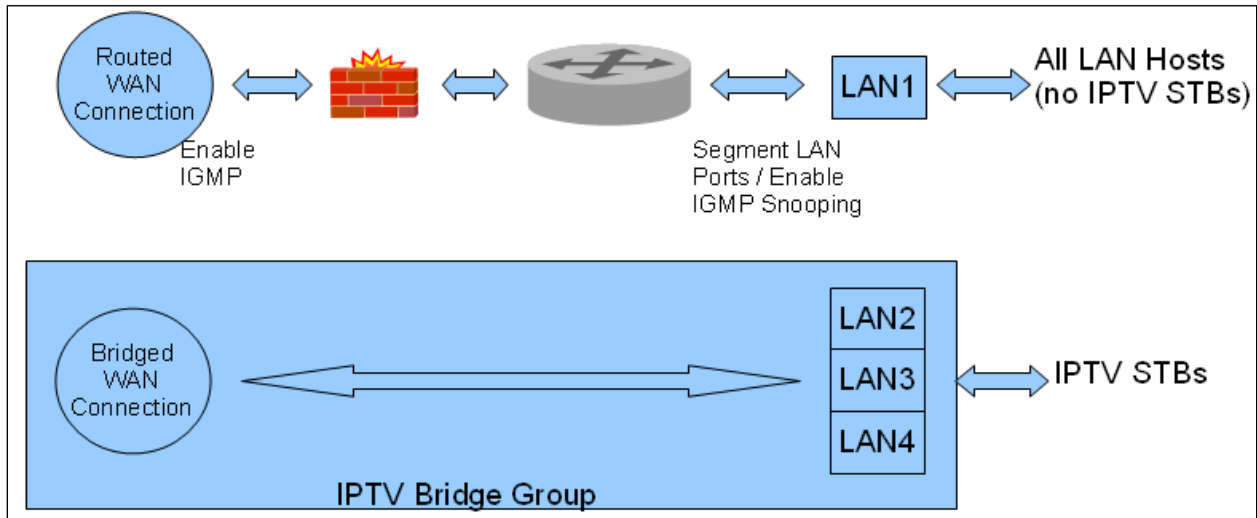 Routed
WAN
Connection
Enable
IGMP
Segment LAN
Ports / Enable
IGMP Snooping
LAN1
All LAN Hosts
(no IPTV STBs)
Bridged
WAN
Connection
LAN2
LAN3
LAN4
IPTV STBs
IPTV Bridge Group